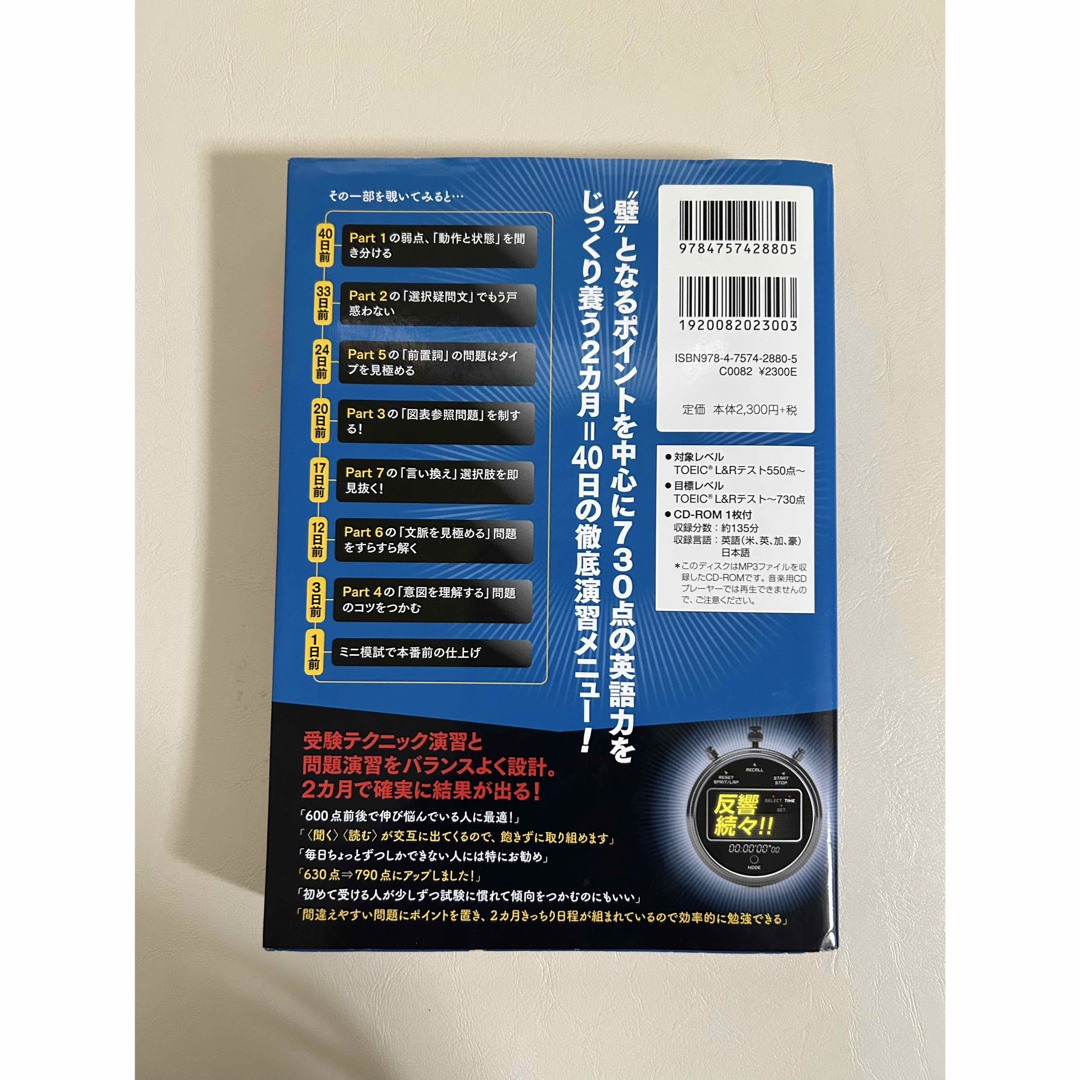 その一部を覗いてみると…
40日前
Part 1の弱点、「動作と状態」を聞
き分ける
33日前
Part 2の「選択疑問文」でもう戸
惑わない
24日前
Part 5の「前置詞」の問題はタイ
プを見極める
20日前
Part 3の「図表参照問題」を制す
る！
17日前
Part 7の「言い換え」選択肢を即
見抜く！
12日前
Part 6の「文脈を見極める」問題
をすらすら解く
3日前
Part 4の「意図を理解する」問題
のコツをつかむ
1日前
ミニ模試で本番前の仕上げ
“壁”となるポイントを中心に730点の英語力を
じっくり養う2カ月＝40日の徹底演習メニュー！
9784757428805
1920082023003
ISBN978-4-7574-2880-5
C0082 ¥2300E
定価 本体2,300円+税
●対象レベル
TOEIC® L&Rテスト550点～
●目標レベル
TOEIC® L&Rテスト～730点
●CD-ROM 1枚付
収録分数：約135分
収録言語：英語（米、英、加、豪）
日本語
＊このディスクはMP3ファイルを収
録したCD-ROMです。音楽用CD
プレーヤーでは再生できませんの
で、ご注意ください。
受験テクニック演習と
問題演習をバランスよく設計。
2カ月で確実に結果が出る！
「600点前後で伸び悩んでいる人に最適！」
「〈聞く〉〈読む〉が交互に出てくるので、飽きずに取り組めます」
「毎日ちょっとずつしかできない人には特にお勧め」
「630点⇒790点にアップしました！」
「初めて受ける人が少しずつ試験に慣れて傾向をつかむのにもいい」
「間違えやすい問題にポイントを置き、2カ月きっちり日程が組まれているので効率的に勉強できる」
RECALL
RESET
SPRIT/LAP
START
STOP
SELECT TIME
SET
反響
続々!!
00:00'00"00
MODE